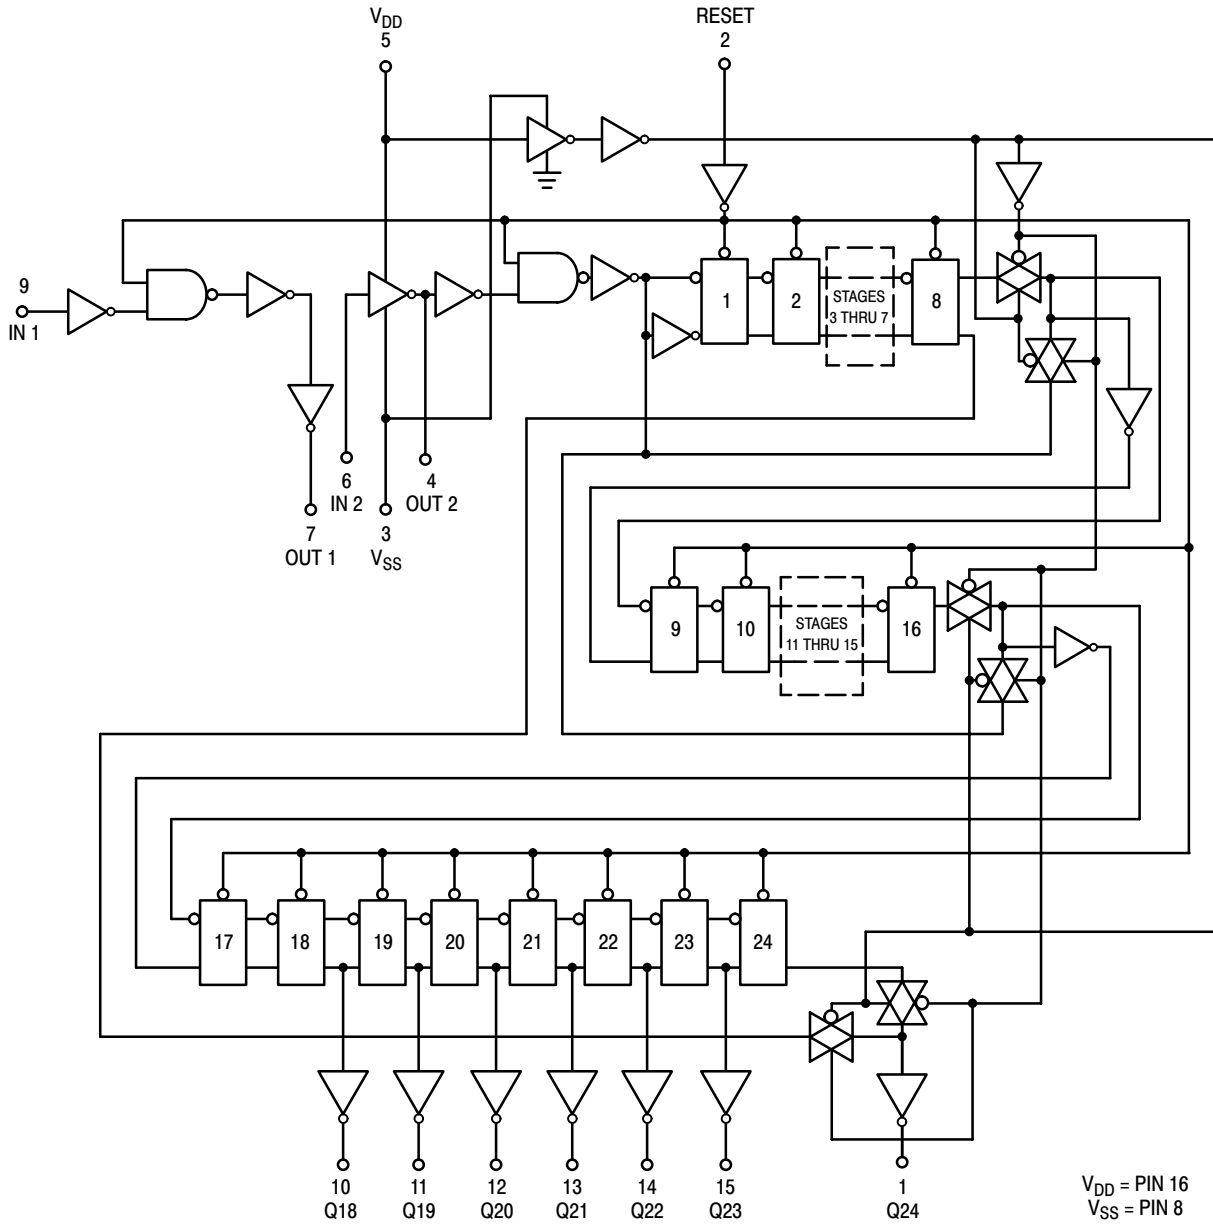 V_DD
5
RESET
2
9
IN 1
1
2
STAGES
3 THRU 7
8
6
IN 2
4
OUT 2
7
OUT 1
3
V_SS
9
10
STAGES
11 THRU 15
16
17
18
19
20
21
22
23
24
10
Q18
11
Q19
12
Q20
13
Q21
14
Q22
15
Q23
1
Q24
V_DD = PIN 16
V_SS = PIN 8